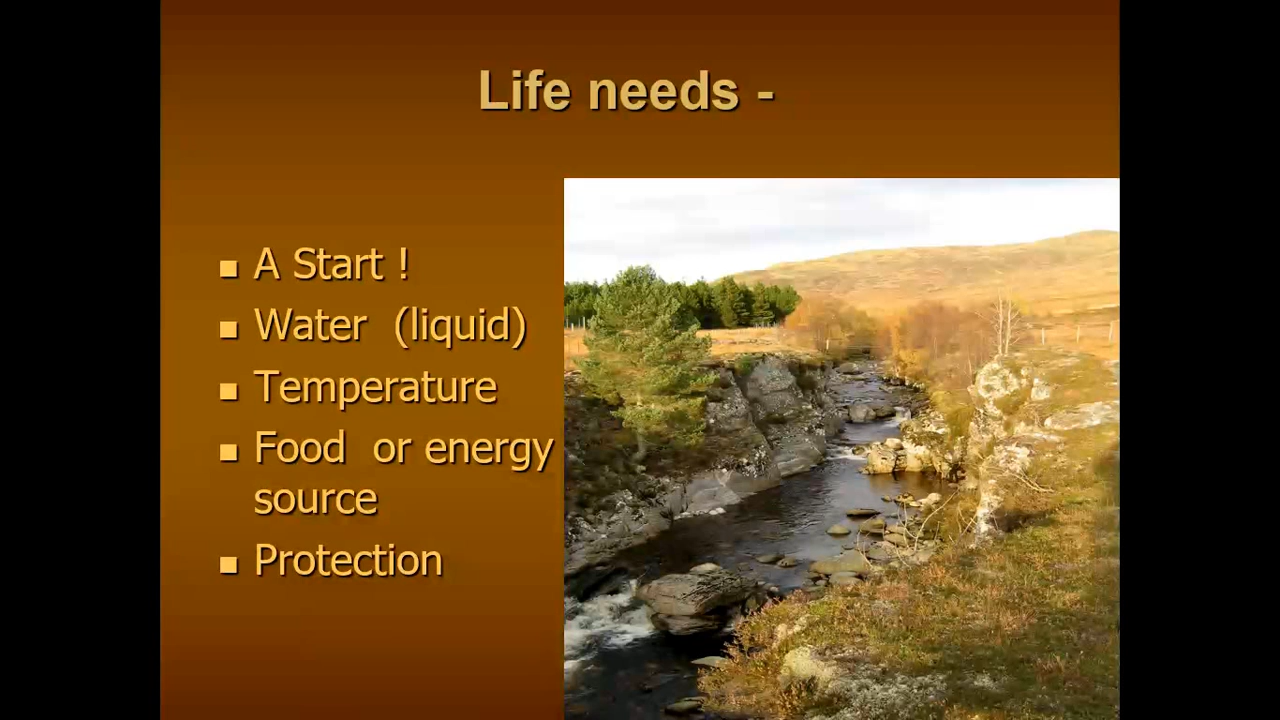 Life needs -
A Start !
Water  (liquid)
Temperature
Food  or energy
source
Protection